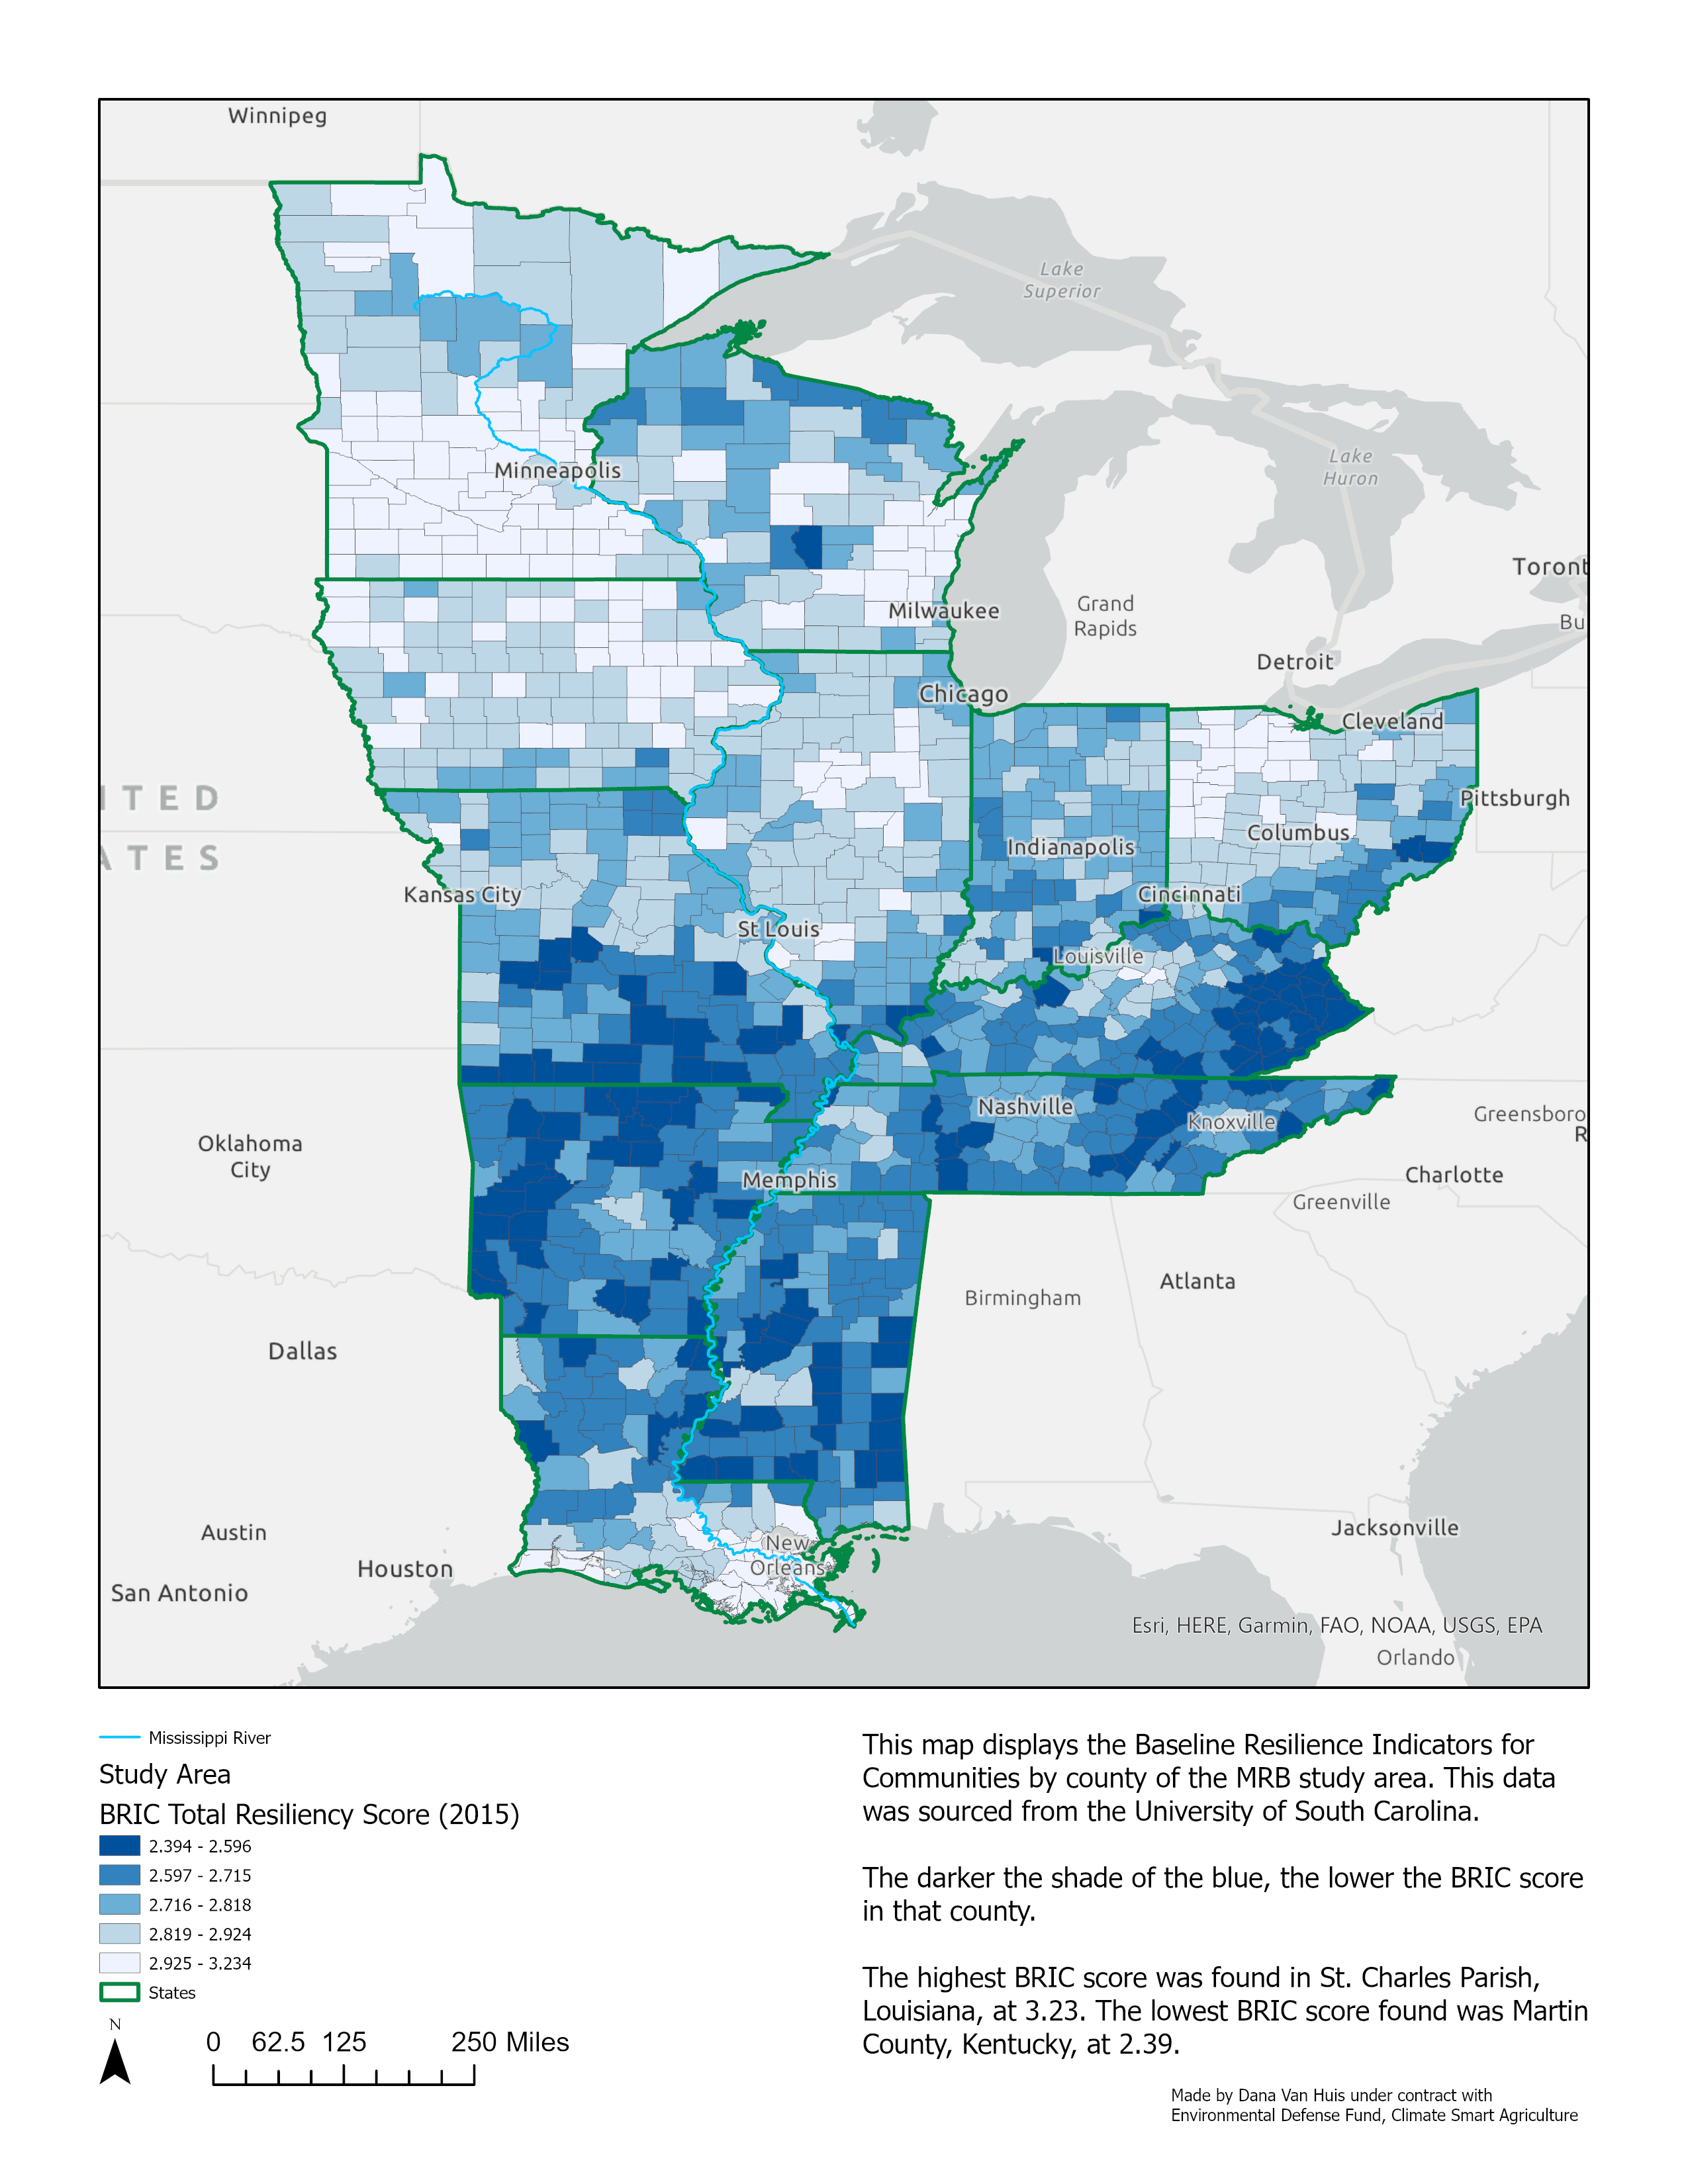 Winnipeg
Lake
Superior
Lake
Huron
Minneapolis
Toront
Milwaukee
Grand
Rapids
Bu
Detroit
Chicago
Cleveland
ITED
ATES
Pittsburgh
Columbus
Indianapolis
Kansas City
Cincinnati
St Louis
Louisville
Nashville
Knoxville
Greensboro
R
Oklahoma
City
Memphis
Charlotte
Greenville
Atlanta
Birmingham
Dallas
Austin
Jacksonville
New
Orleans
Houston
San Antonio
Esri, HERE, Garmin, FAO, NOAA, USGS, EPA
Orlando
Mississippi River
Study Area
BRIC Total Resiliency Score (2015)
2.394 - 2.596
2.597 - 2.715
2.716 - 2.818
2.819 - 2.924
2.925 - 3.234
States
N
0 62.5 125 250 Miles
This map displays the Baseline Resilience Indicators for
Communities by county of the MRB study area. This data
was sourced from the University of South Carolina.
The darker the shade of the blue, the lower the BRIC score
in that county.
The highest BRIC score was found in St. Charles Parish,
Louisiana, at 3.23. The lowest BRIC score found was Martin
County, Kentucky, at 2.39.
Made by Dana Van Huis under contract with
Environmental Defense Fund, Climate Smart Agriculture